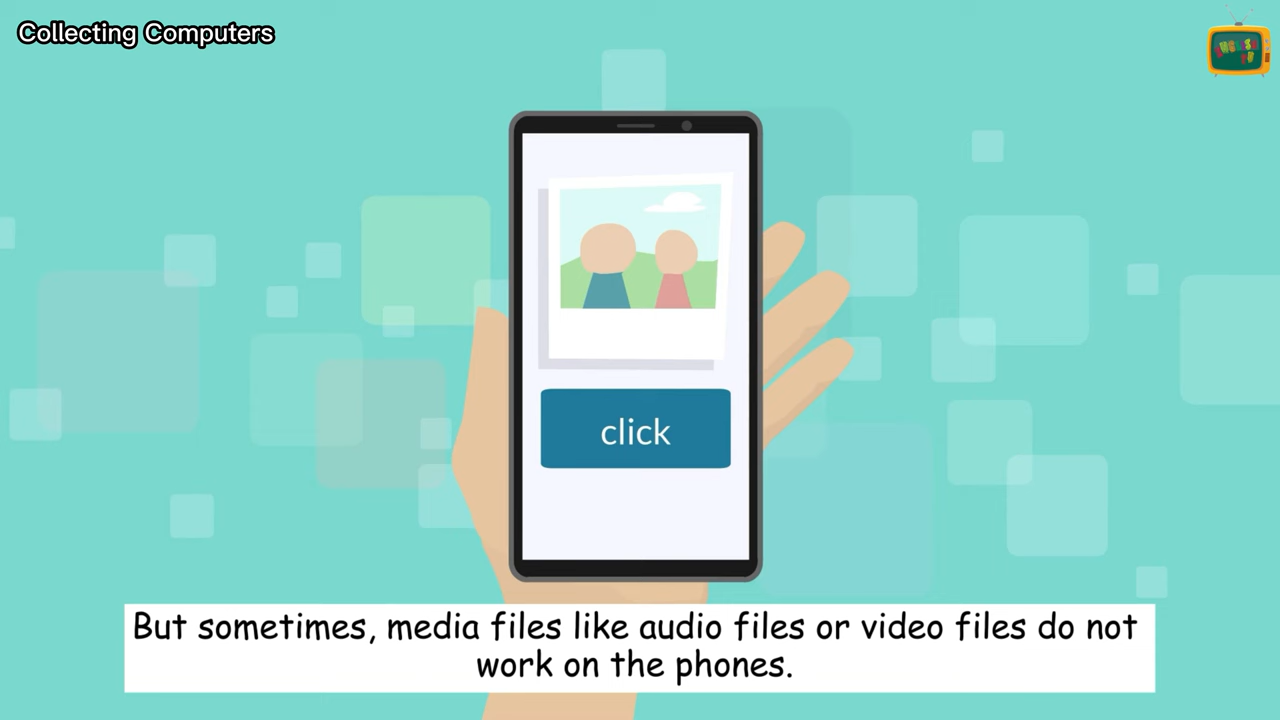 Collecting Computers
click
But sometimes, media files like audio files or video files do not
work on the phones.